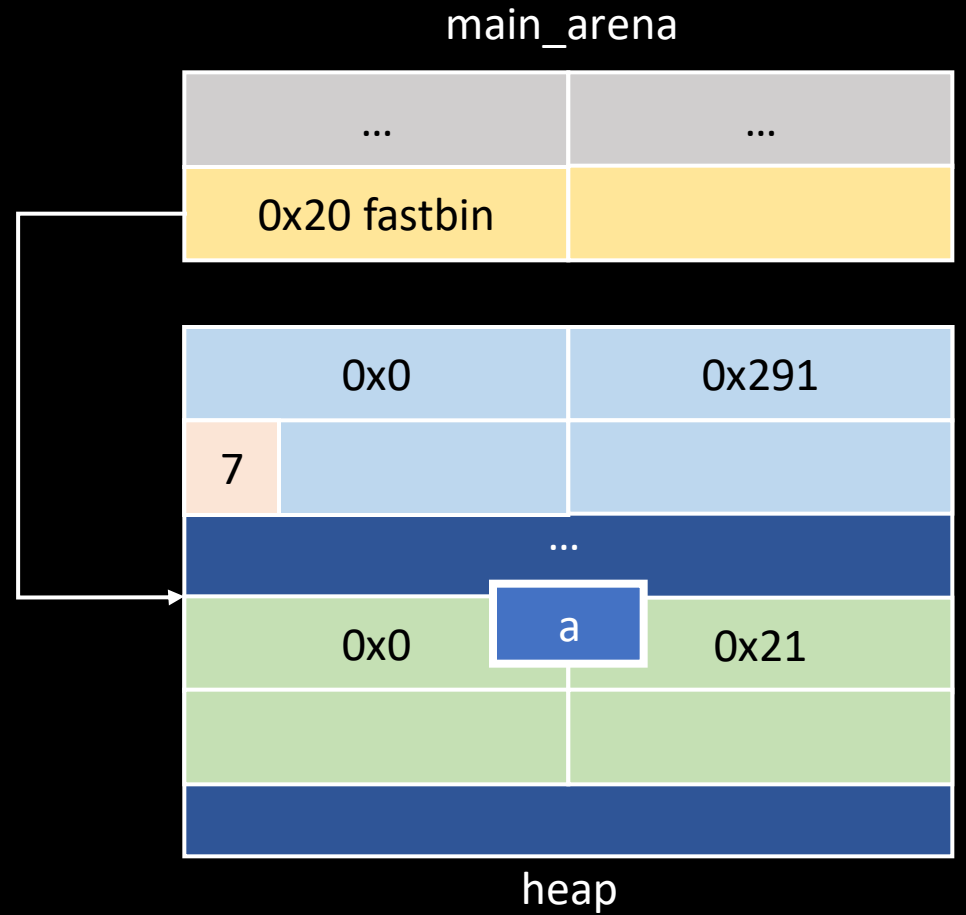 main_arena
... ...
0x20 fastbin
0x0 0x291
7
...
0x0 a 0x21
heap